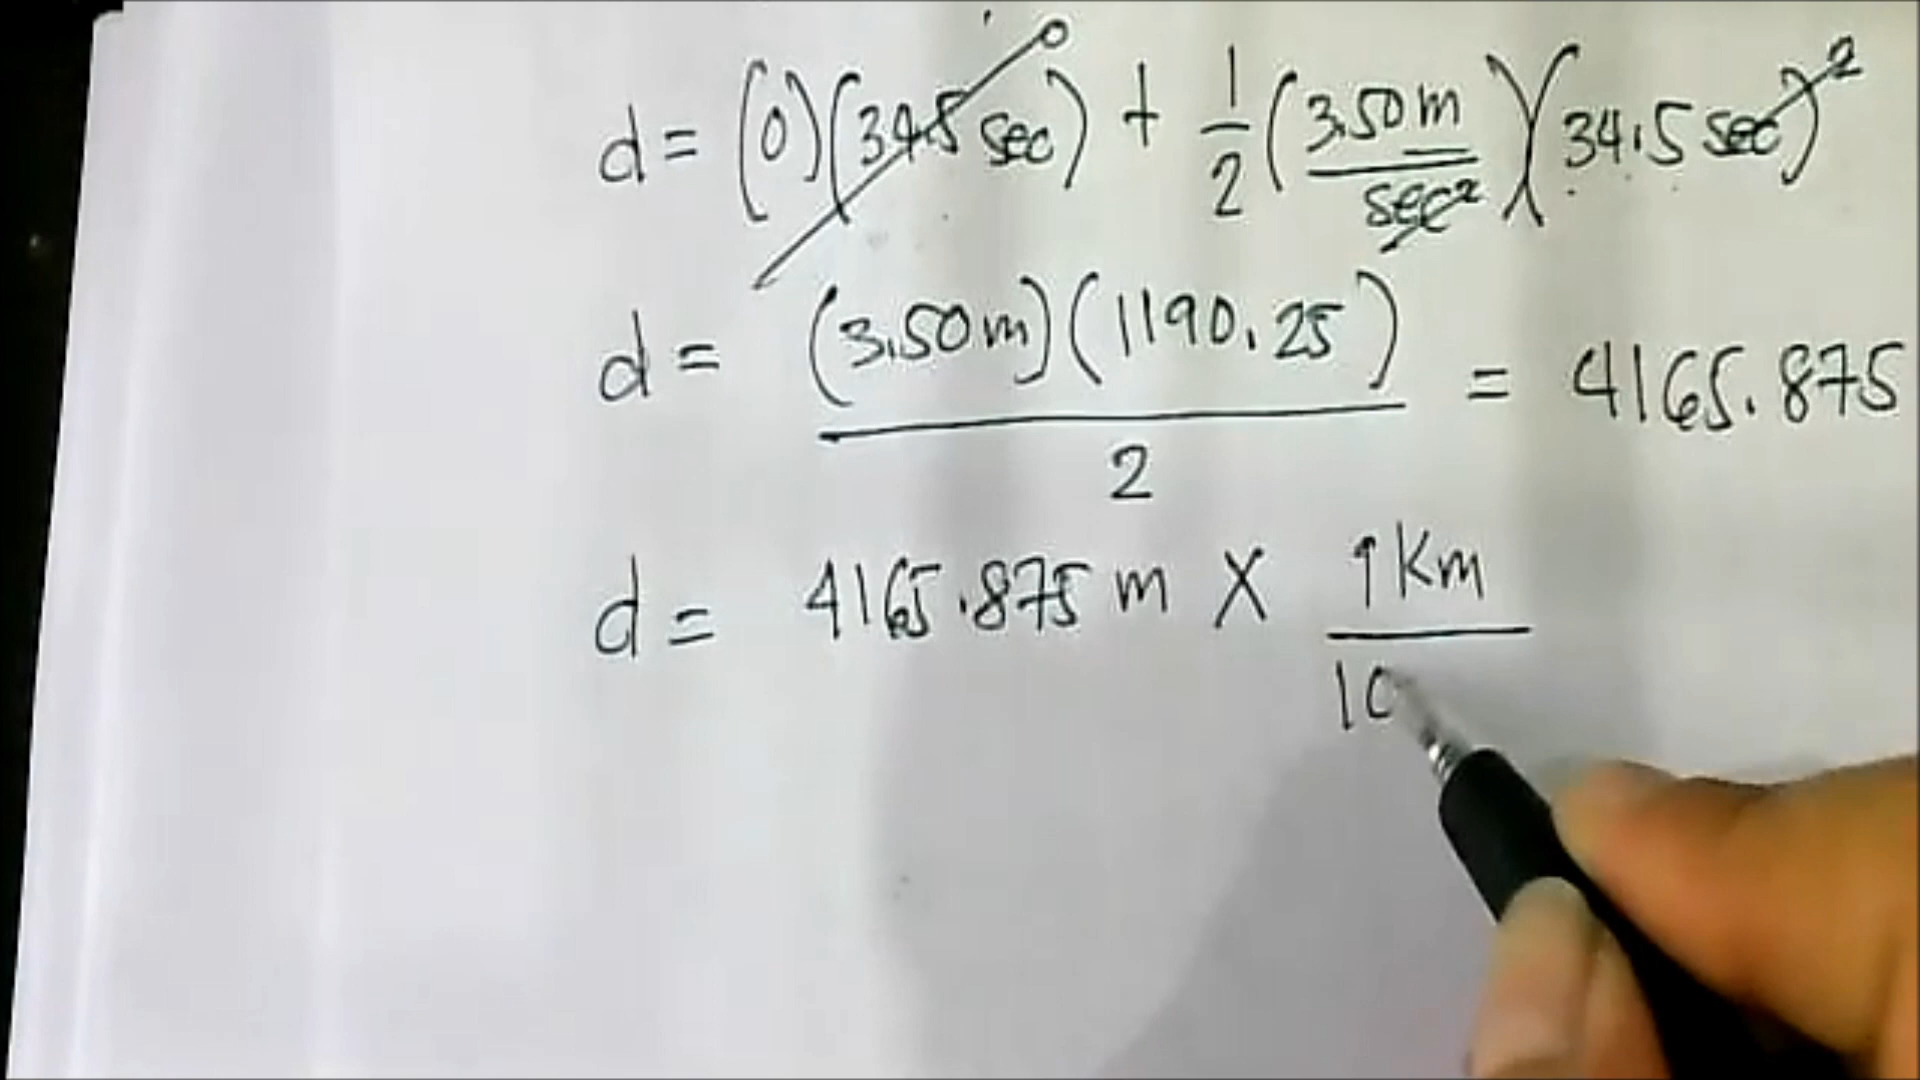 d = (0)(34.5 sec) 0 + 1/2 (3.50 m/sec²)(34.5 sec)²
d = (3.50 m)(1190.25)/2 = 4165.875
d = 4165.875 m X 1 Km/10